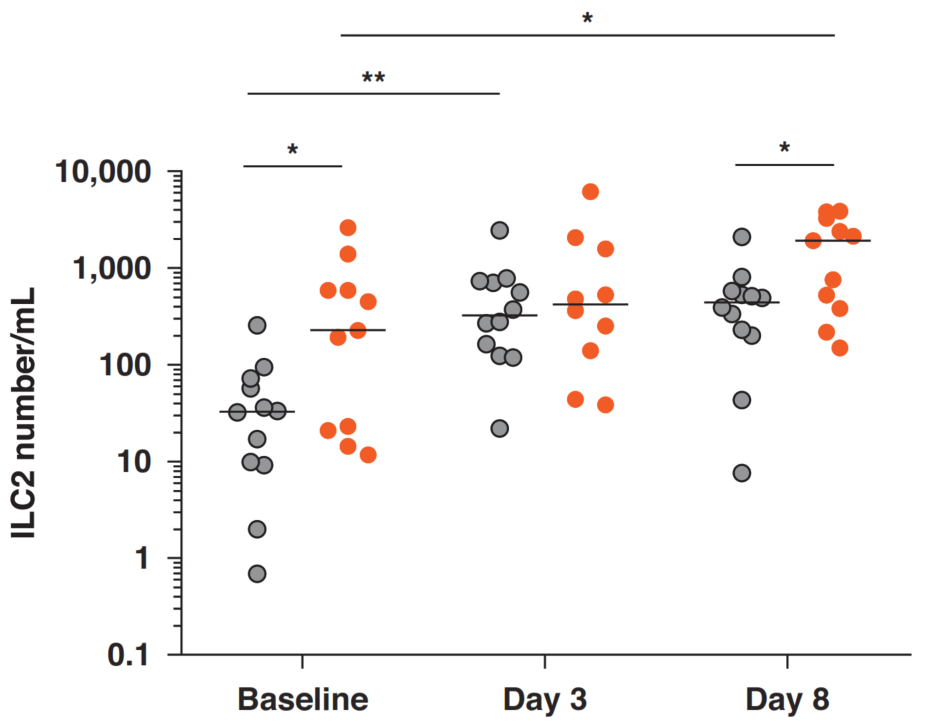 *
**
*
*
10,000
1,000
100
10
1
0.1
ILC2 number/mL
Baseline
Day 3
Day 8